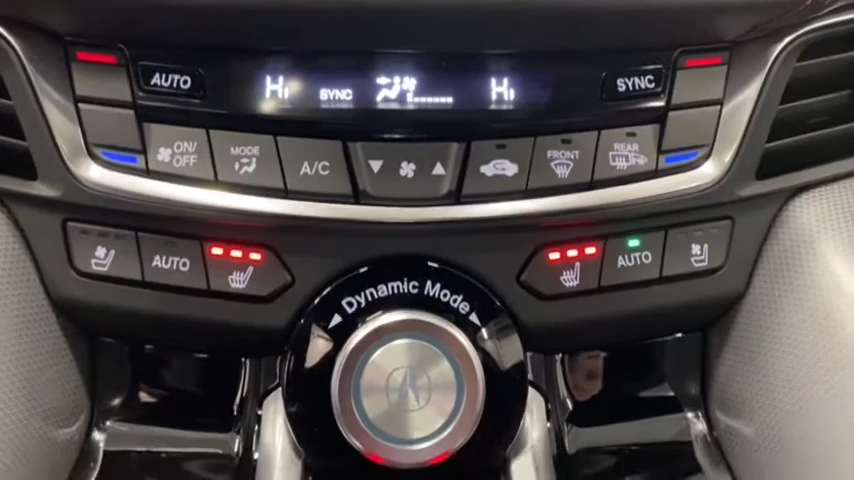 AUTO
Hi
SYNC
Hi
SYNC
ON/
OFF
MODE
A/C
FRONT
REAR
AUTO
AUTO
Dynamic Mode